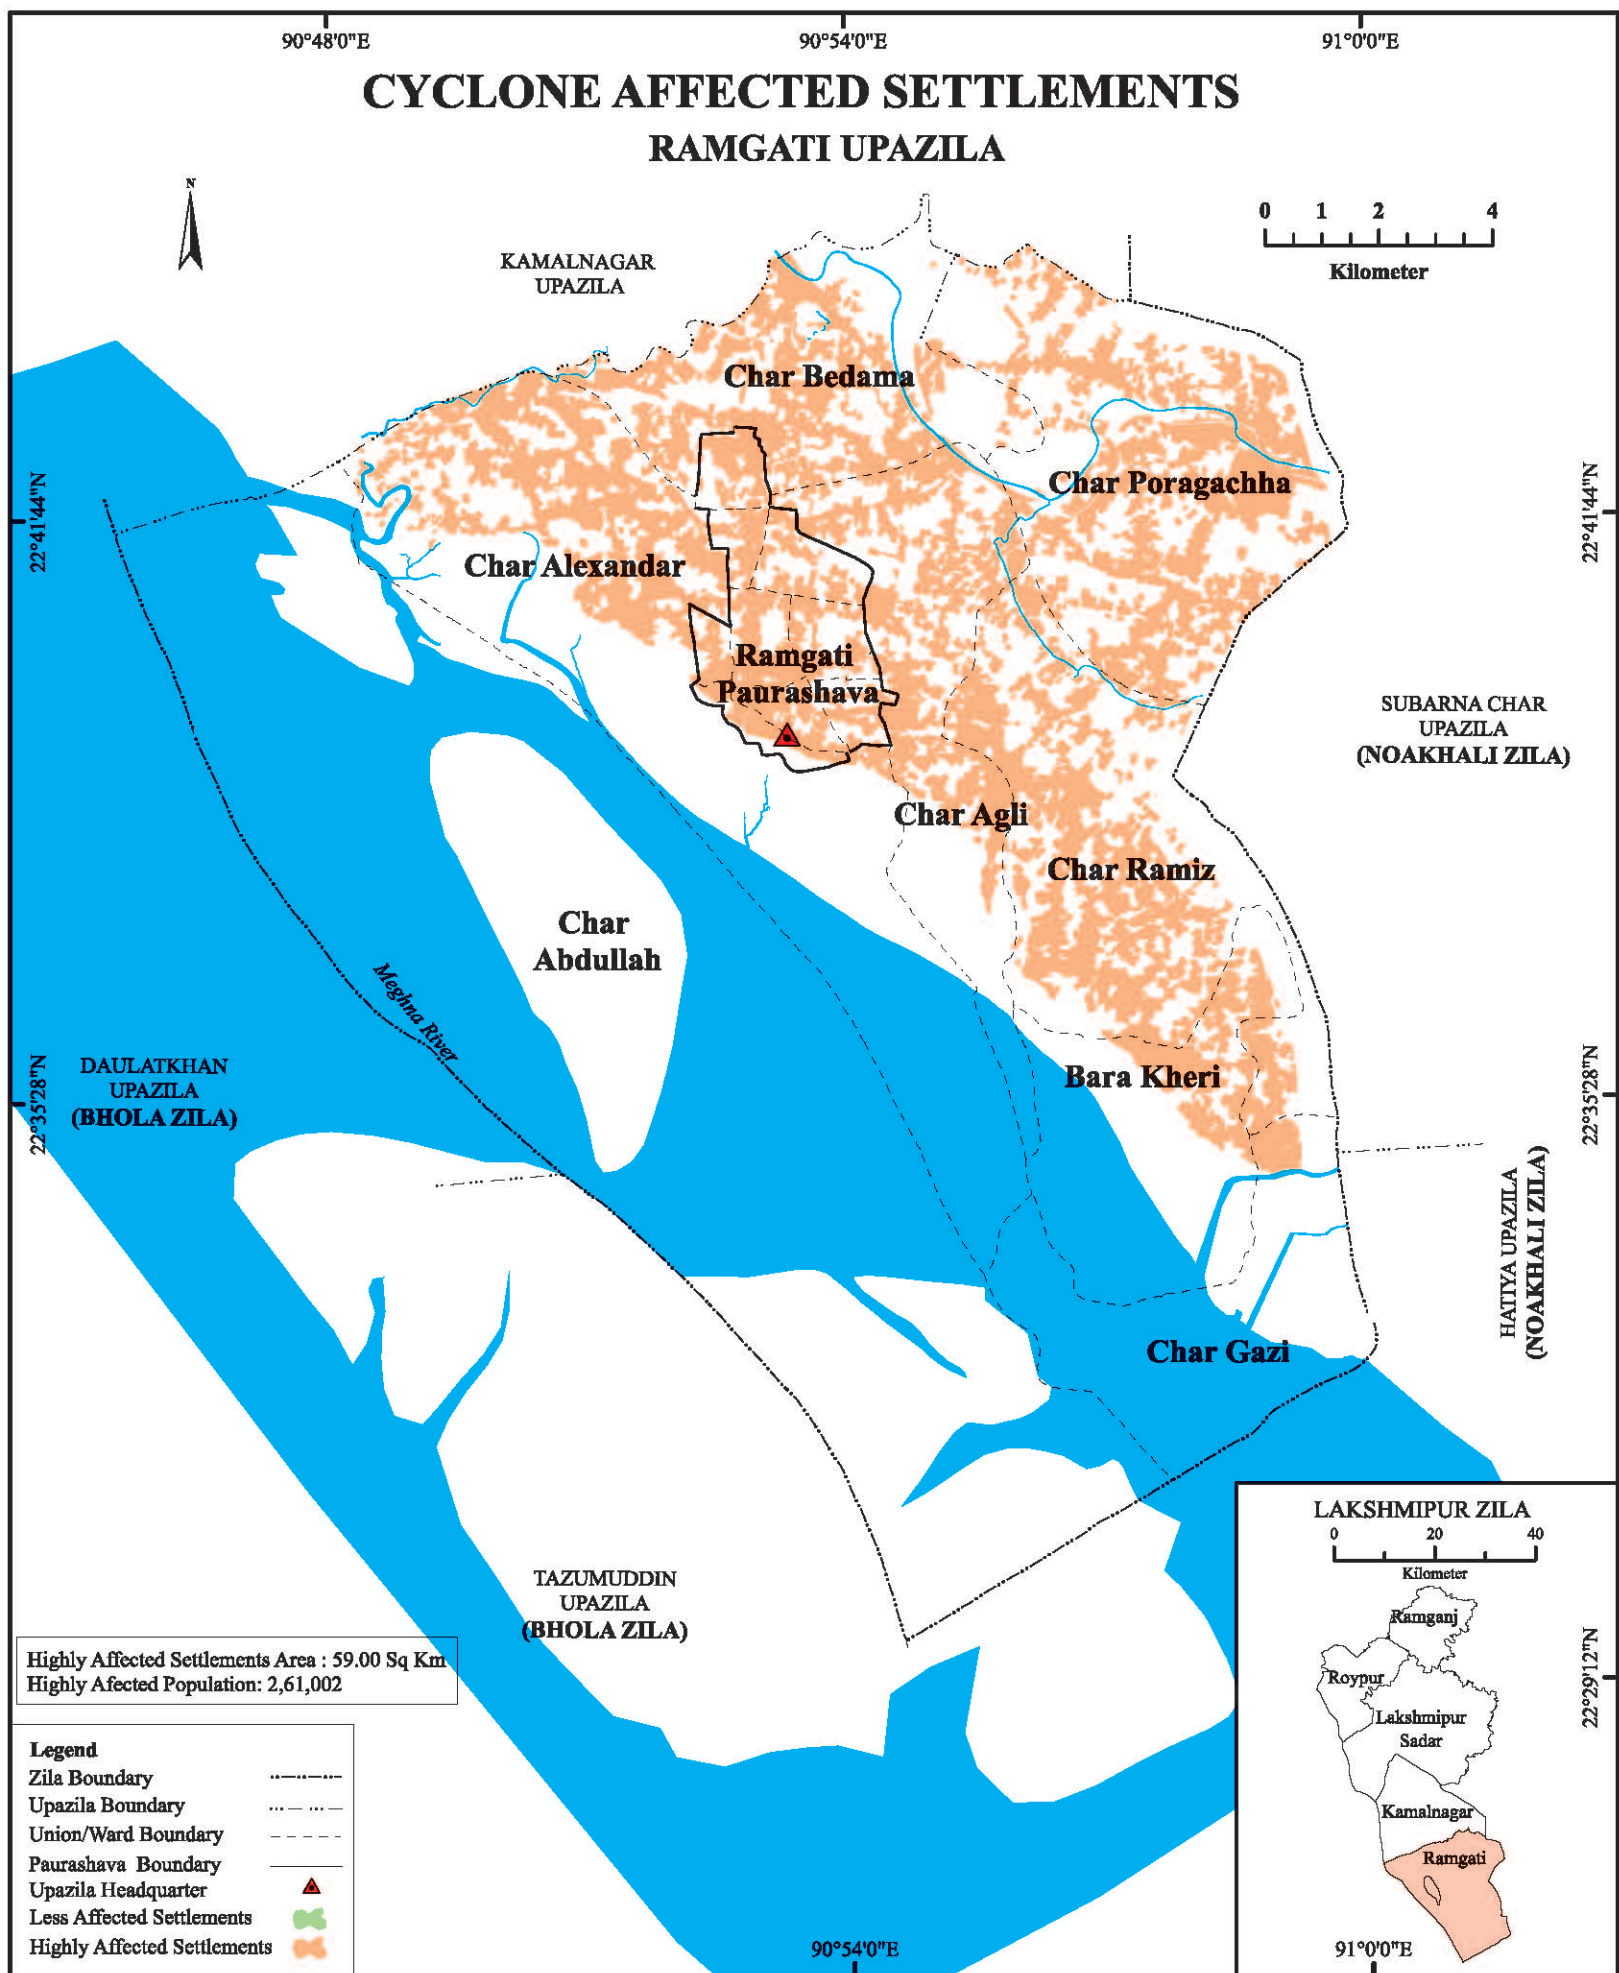 90°48'0"E
90°54'0"E
91°0'0"E
CYCLONE AFFECTED SETTLEMENTS
RAMGATI UPAZILA
N
0 1 2 4
Kilometer
KAMALNAGAR
UPAZILA
Char Bedama
Char Poragachha
22°41'44"N
22°41'44"N
Char Alexandar
Ramgati
Paurashava
SUBARNA CHAR
UPAZILA
(NOAKHALI ZILA)
Char Agli
Char Ramiz
Char
Abdullah
Meghna River
DAULATKHAN
UPAZILA
(BHOLA ZILA)
22°35'28"N
22°35'28"N
Bara Kheri
HATIYA UPAZILA
(NOAKHALI ZILA)
Char Gazi
TAZUMUDDIN
UPAZILA
(BHOLA ZILA)
Highly Affected Settlements Area : 59.00 Sq Km
Highly Afected Population: 2,61,002
22°29'12"N
LAKSHMIPUR ZILA
0 20 40
Kilometer
Ramganj
Roypur
Lakshmipur
Sadar
Kamalnagar
Ramgati
Legend
Zila Boundary
Upazila Boundary
Union/Ward Boundary
Paurashava Boundary
Upazila Headquarter
Less Affected Settlements
Highly Affected Settlements
90°54'0"E
91°0'0"E